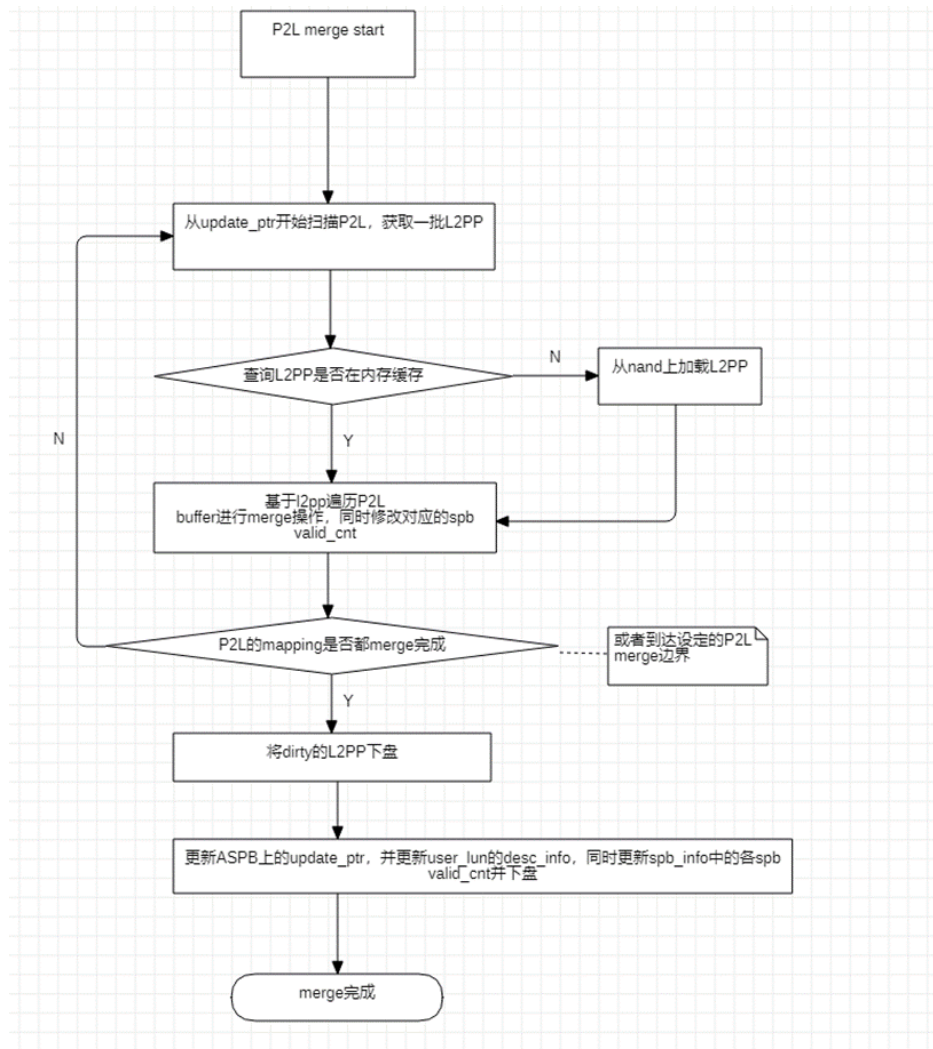 P2L merge start
从update_ptr开始扫描P2L，获取一批L2PP
查询L2PP是否在内存缓存
N
从nand上加载L2PP
N
Y
基于l2pp遍历P2L
buffer进行merge操作，同时修改对应的spb
valid_cnt
P2L的mapping是否都merge完成
或者到达设定的P2L
merge边界
Y
将dirty的L2PP下盘
更新ASPB上的update_ptr，并更新user_lun的desc_info，同时更新spb_info中的各spb
valid_cnt并下盘
merge完成